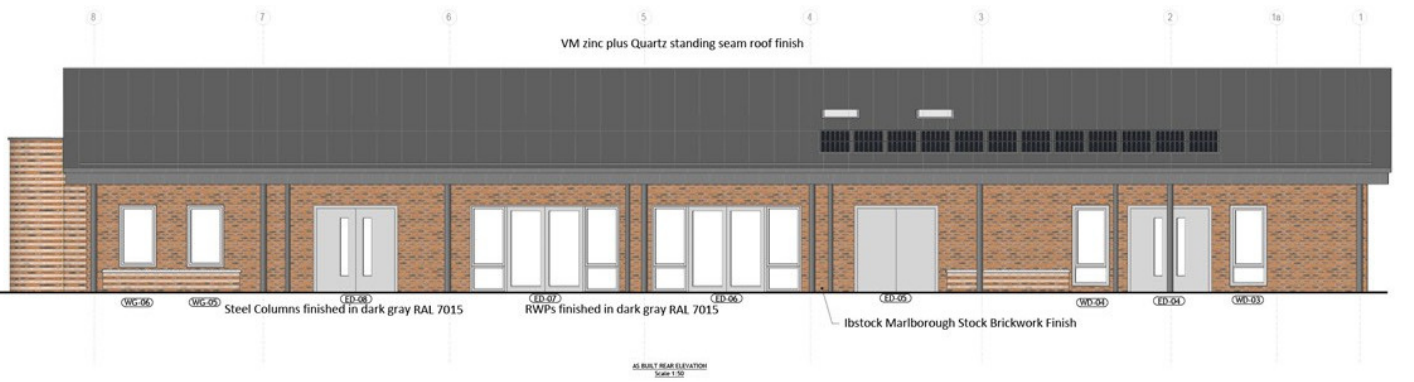 8 7 6 5 4 3 2 1a 1
VM zinc plus Quartz standing seam roof finish
WG-06 WG-05 ED-08 ED-07 ED-06 ED-05 WD-04 ED-04 WD-03
Steel Columns finished in dark gray RAL 7015 RWPs finished in dark gray RAL 7015
Ibstock Marlborough Stock Brickwork Finish
AS BUILT REAR ELEVATION
Scale 1:50